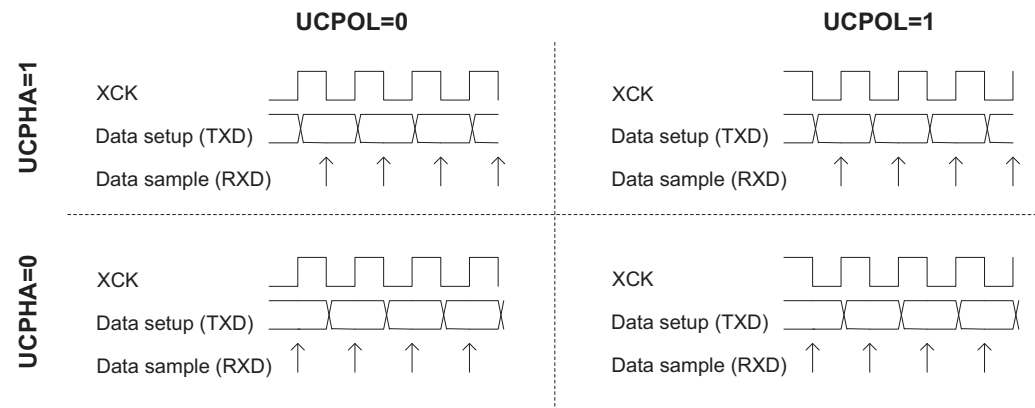 UCPOL=0
UCPOL=1
UCPHA=1
XCK
Data setup (TXD)
Data sample (RXD)
XCK
Data setup (TXD)
Data sample (RXD)
UCPHA=0
XCK
Data setup (TXD)
Data sample (RXD)
XCK
Data setup (TXD)
Data sample (RXD)